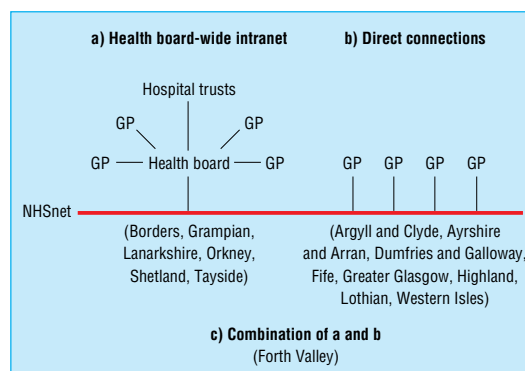 a) Health board-wide intranet
b) Direct connections
Hospital trusts
GP
GP
GP
Health board
GP
GP
GP
GP
GP
NHSnet
(Borders, Grampian,
Lanarkshire, Orkney,
Shetland, Tayside)
(Argyll and Clyde, Ayrshire
and Arran, Dumfries and Galloway,
Fife, Greater Glasgow, Highland,
Lothian, Western Isles)
c) Combination of a and b
(Forth Valley)